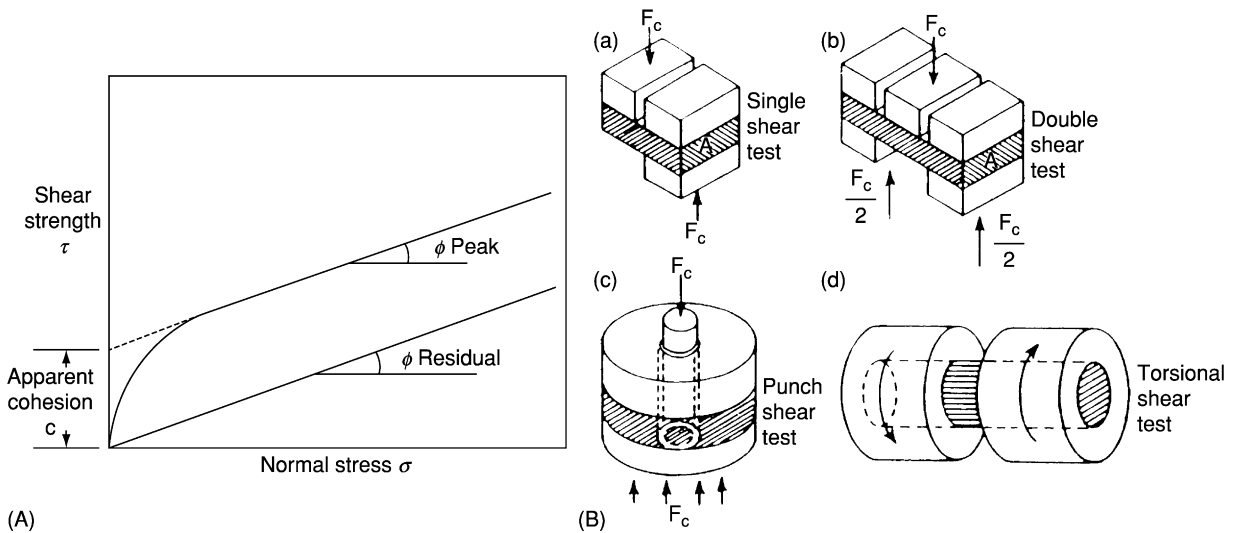 Shear
strength
τ
Apparent
cohesion
c
ϕ Peak
ϕ Residual
Normal stress σ
(A)
(a)
F_c
Single
shear
test
A
F_c
(b)
F_c
Double
shear
test
A
F_c
2
F_c
2
(c)
F_c
Punch
shear
test
F_c
(d)
Torsional
shear
test
(B)